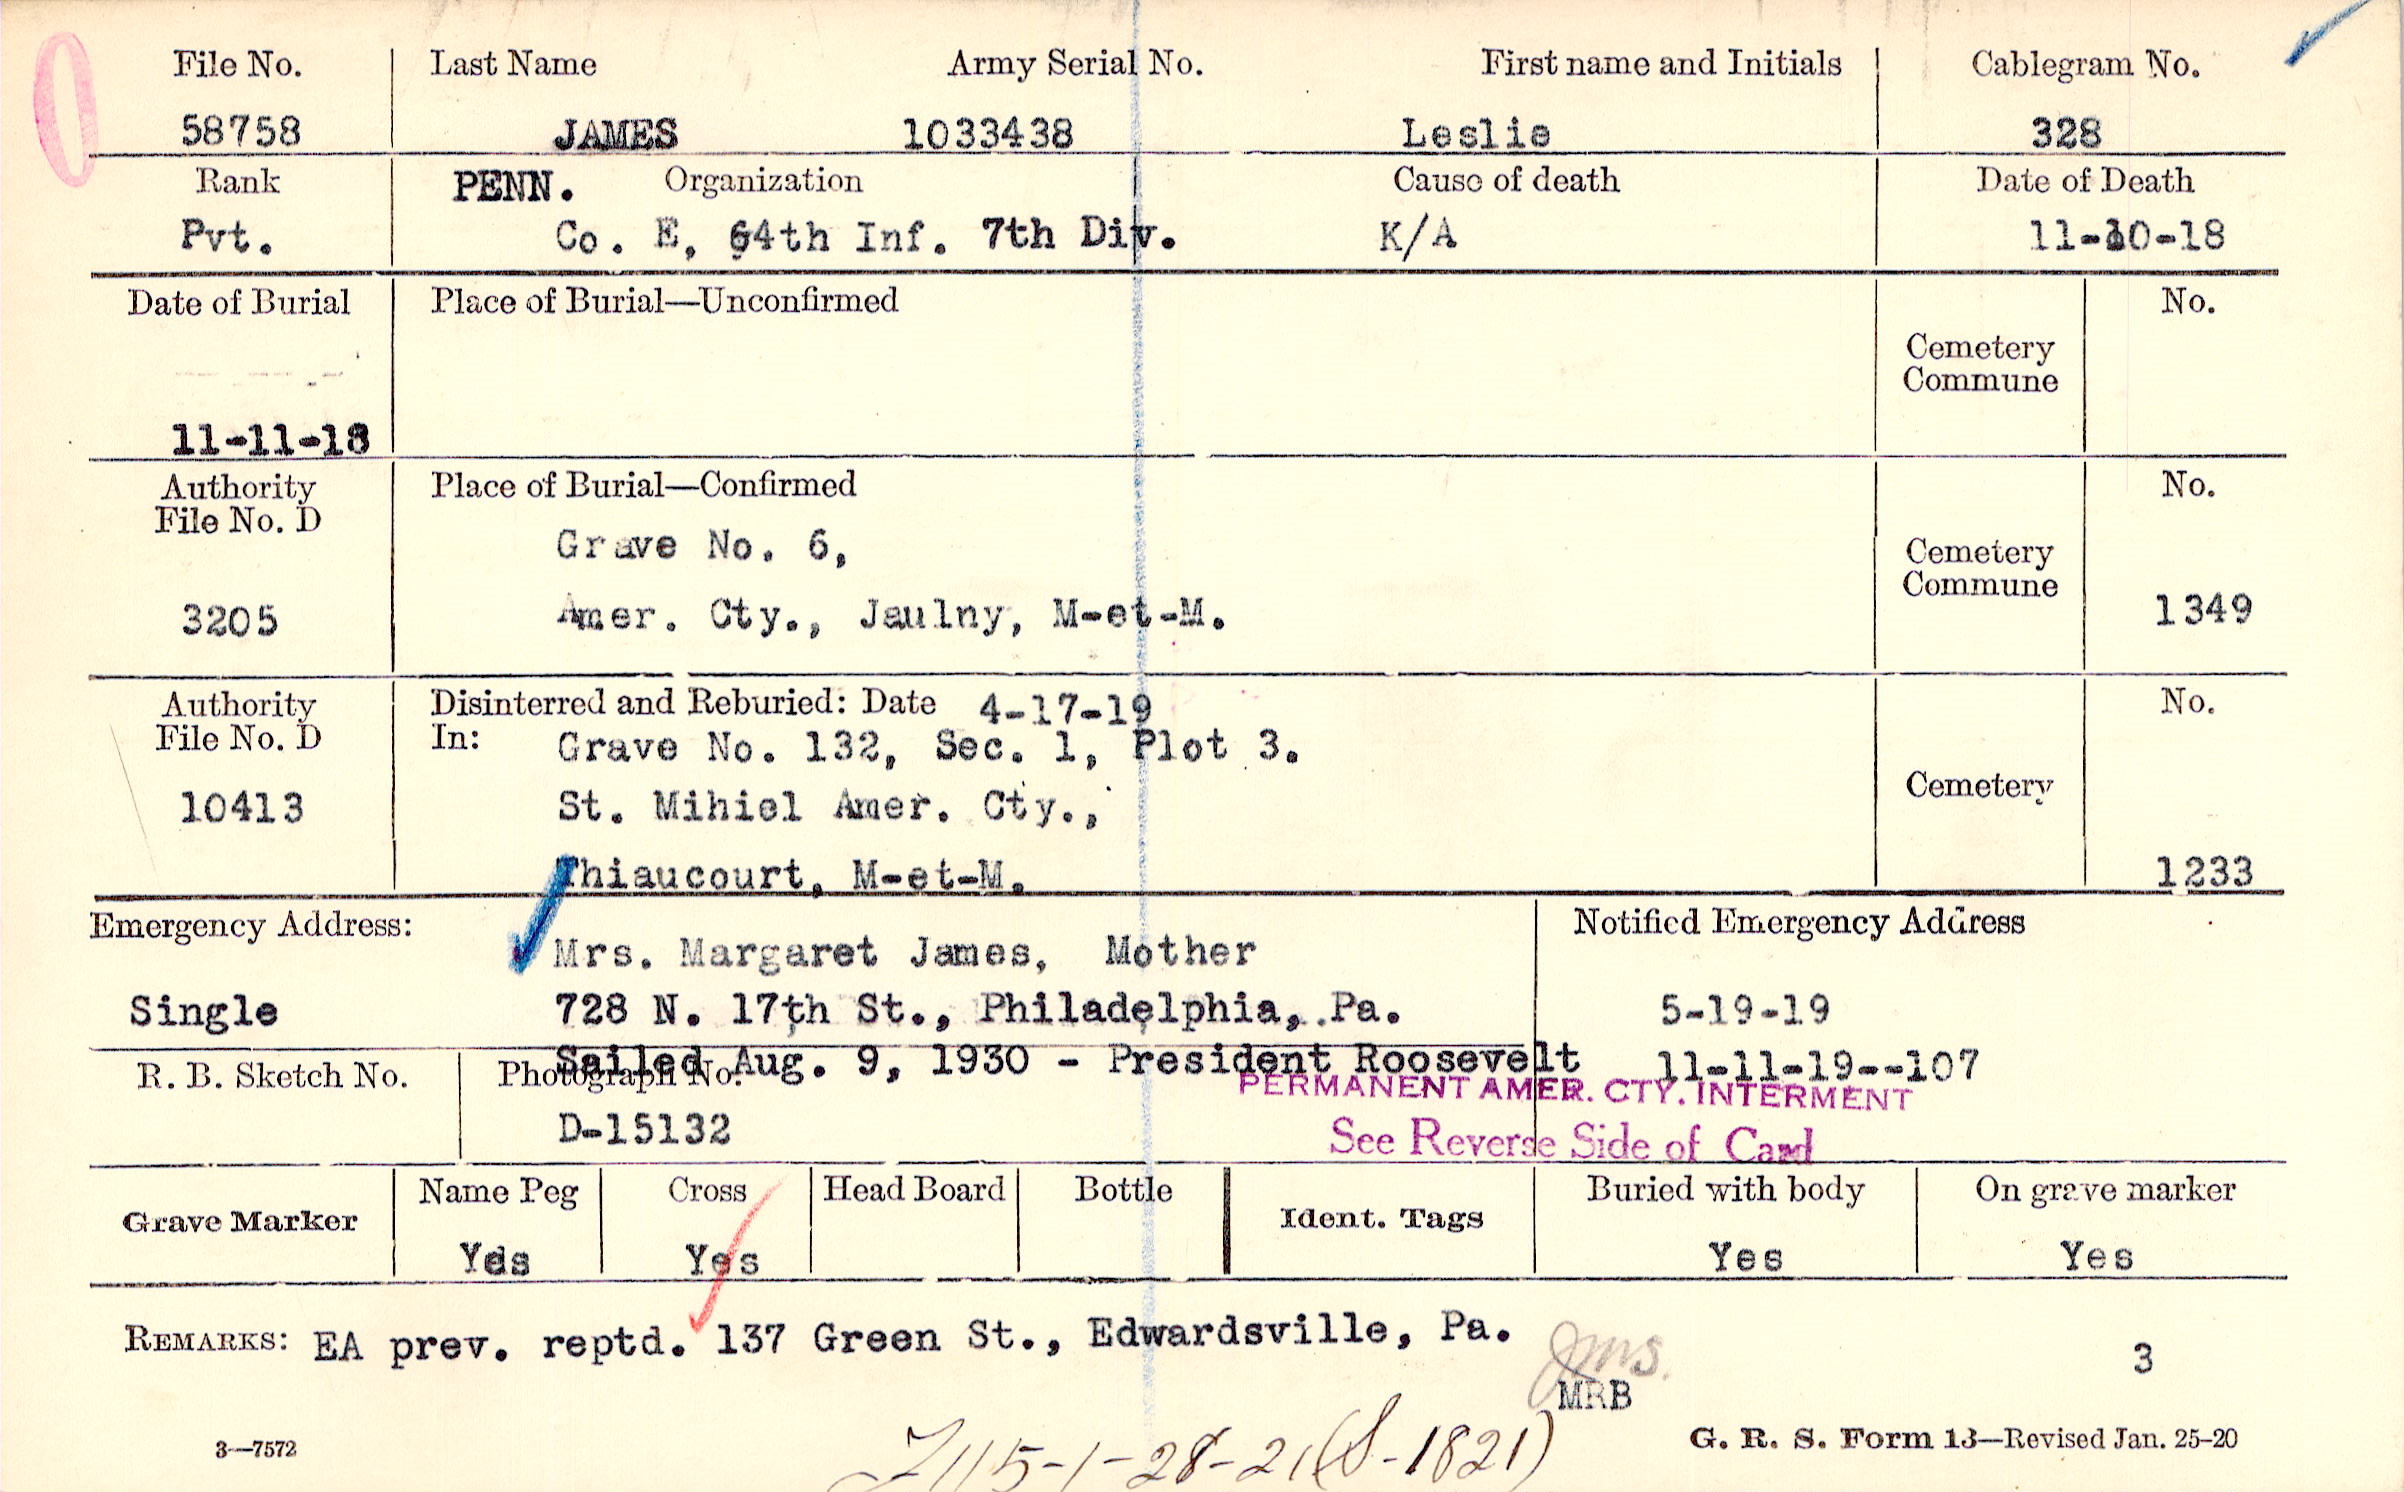 File No. Last Name Army Serial No. First name and Initials Cablegram No.
58758 JAMES 1033438 Leslie 328
Rank PENN. Organization Cause of death Date of Death
Pvt. Co. E, 64th Inf. 7th Div. K/A 11-10-18
Date of Burial Place of Burial—Unconfirmed No.
Cemetery
Commune
11-11-18
Authority Place of Burial—Confirmed No.
File No. D
Grave No. 6,
Cemetery
Commune
3205 Amer. Cty., Jaulny, M-et-M. 1349
Authority Disinterred and Reburied: Date 4-17-19 No.
File No. D In: Grave No. 132, Sec. 1, Plot 3.
Cemetery
10413 St. Mihiel Amer. Cty.,
Thiaucourt, M-et-M. 1233
Emergency Address: Notified Emergency Address
Mrs. Margaret James, Mother
Single 728 N. 17th St., Philadelphia, Pa. 5-19-19
Sailed Aug. 9, 1930 - President Roosevelt 11-11-19--107
R. B. Sketch No. Photograph No.
PERMANENT AMER. CTY. INTERMENT
D-15132
See Reverse Side of Card
Grave Marker Name Peg Cross Head Board Bottle Ident. Tags Buried with body On grave marker
Yes Yes Yes Yes
REMARKS: EA prev. reptd. 137 Green St., Edwardsville, Pa.
3
MRB
3—7572 G. R. S. Form 13—Revised Jan. 25-20